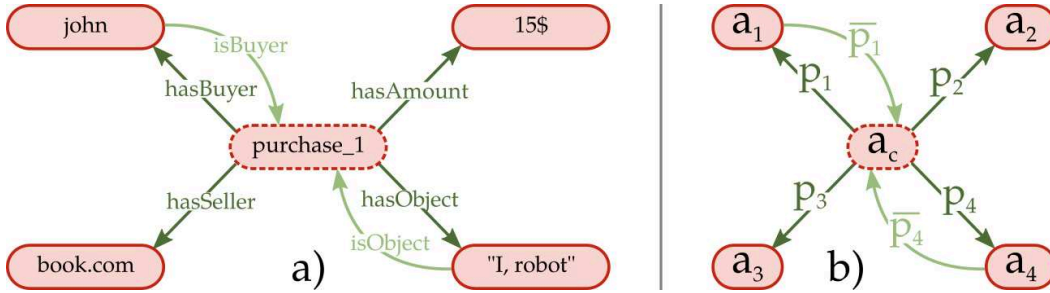 john
15$
isBuyer
hasBuyer
hasAmount
purchase_1
hasSeller
hasObject
isObject
book.com
a)
"I, robot"
a₁
p̅₁
a₂
p₁
p₂
a_c
p₃
p₄
p̅₄
a₃
b)
a₄